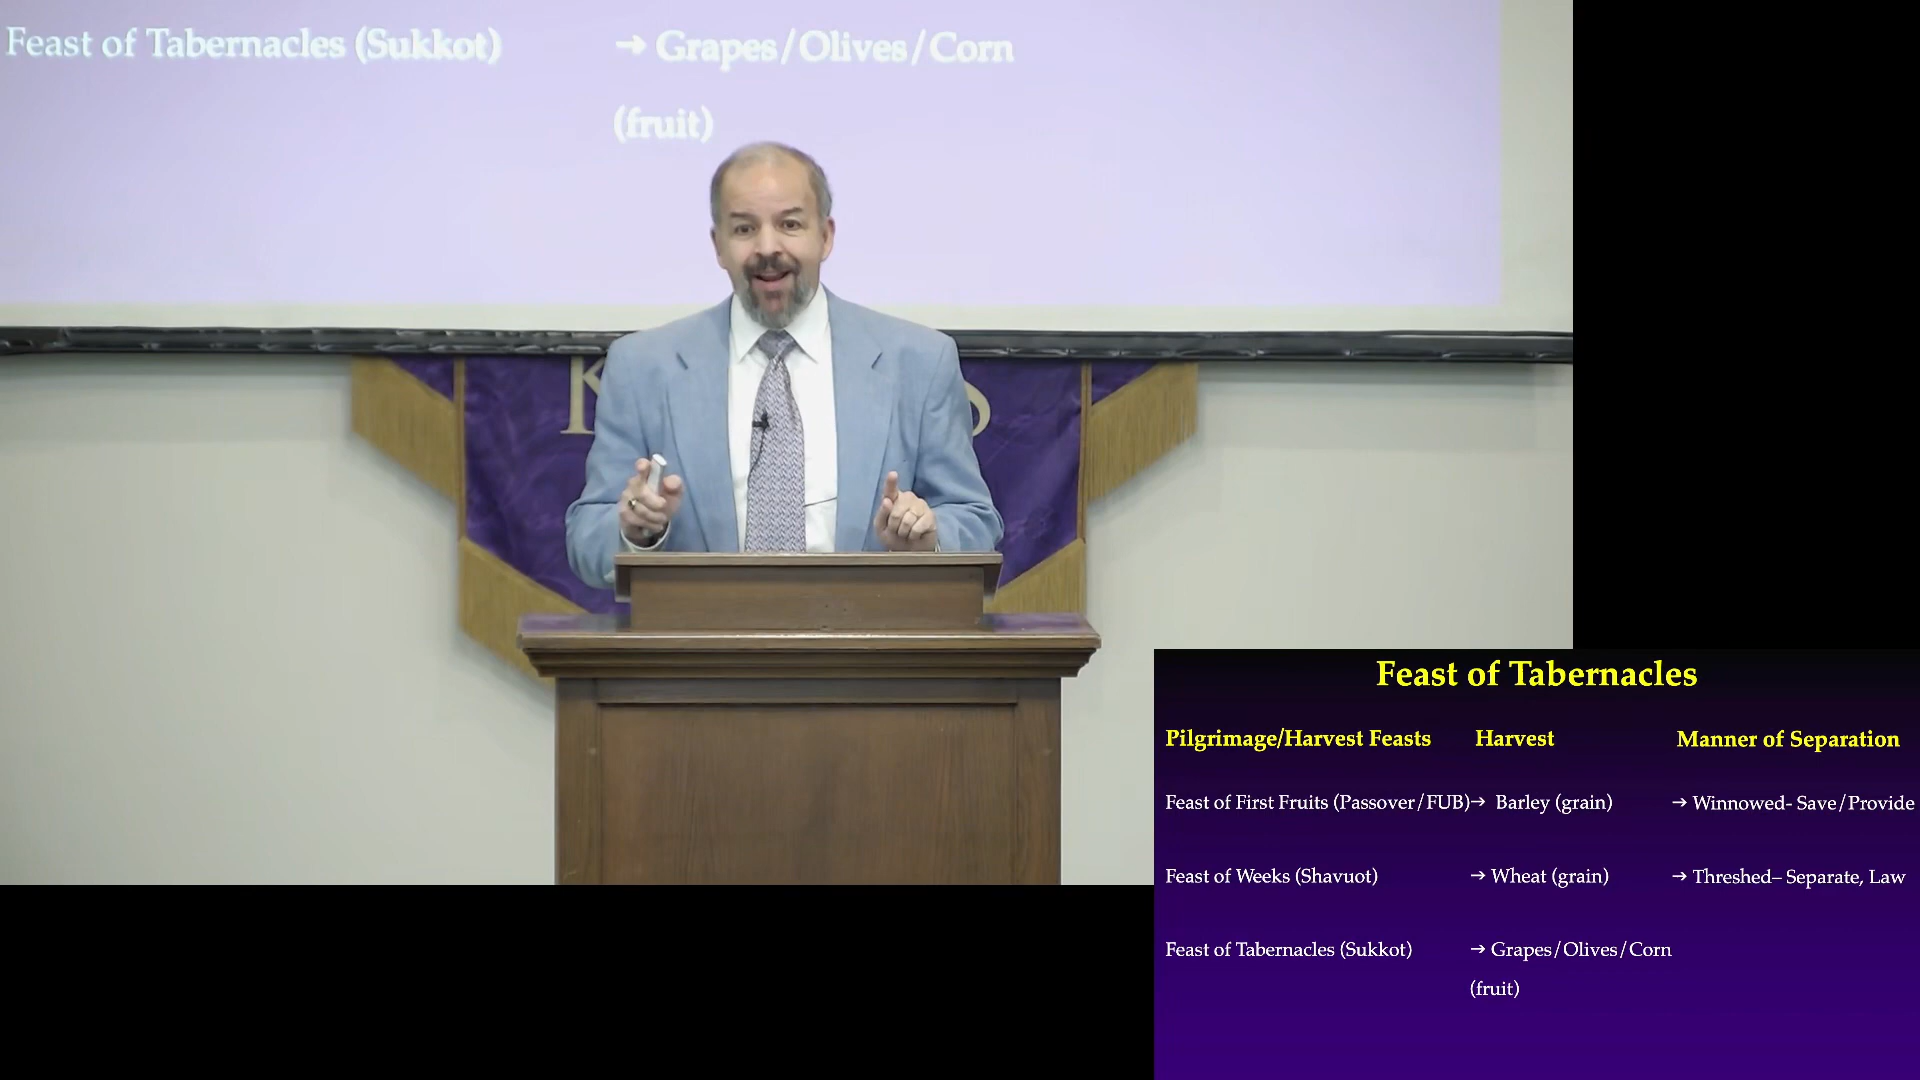 Feast of Tabernacles (Sukkot) → Grapes/Olives/Corn
(fruit)
K S
Feast of Tabernacles
Pilgrimage/Harvest Feasts Harvest Manner of Separation
Feast of First Fruits (Passover/FUB)→ Barley (grain) → Winnowed- Save/Provide
Feast of Weeks (Shavuot) → Wheat (grain) → Threshed– Separate, Law
Feast of Tabernacles (Sukkot) → Grapes/Olives/Corn
(fruit)